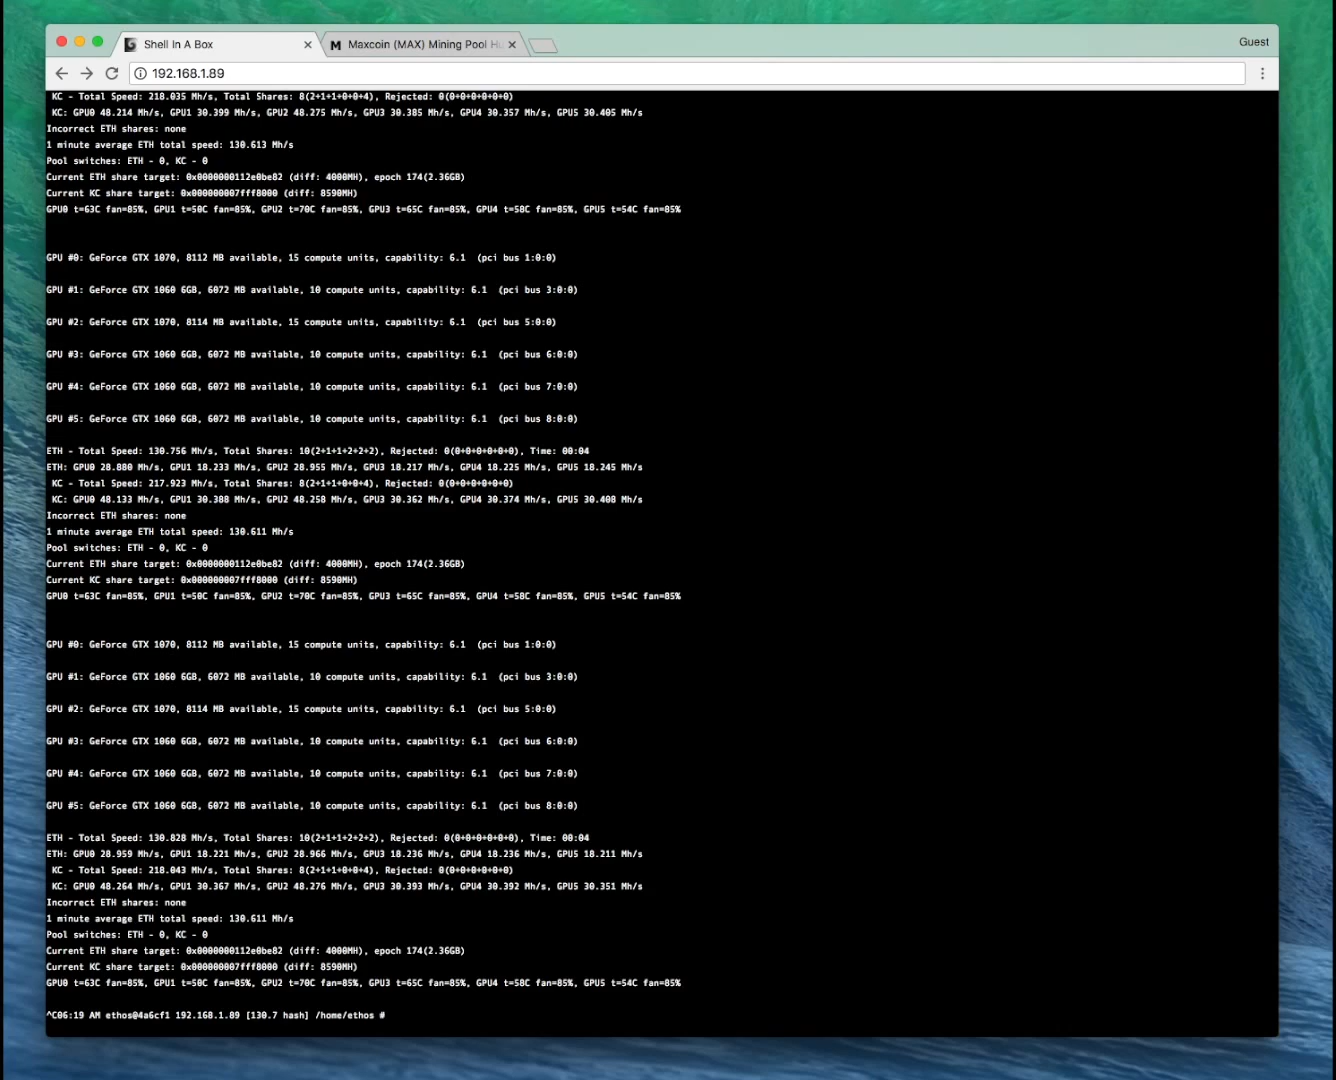 Shell In A Box
Maxcoin (MAX) Mining Pool
Guest
192.168.1.89
KC - Total Speed: 218.035 Mh/s, Total Shares: 8(2+1+1+0+0+4), Rejected: 0(0+0+0+0+0+0)
KC: GPU0 48.214 Mh/s, GPU1 30.399 Mh/s, GPU2 48.275 Mh/s, GPU3 30.385 Mh/s, GPU4 30.357 Mh/s, GPU5 30.405 Mh/s
Incorrect ETH shares: none
1 minute average ETH total speed: 130.613 Mh/s
Pool switches: ETH - 0, KC - 0
Current ETH share target: 0x0000000112e0be82 (diff: 4000MH), epoch 174(2.36GB)
Current KC share target: 0x000000007fff8000 (diff: 8590MH)
GPU0 t=63C fan=85%, GPU1 t=50C fan=85%, GPU2 t=70C fan=85%, GPU3 t=65C fan=85%, GPU4 t=58C fan=85%, GPU5 t=54C fan=85%
GPU #0: GeForce GTX 1070, 8112 MB available, 15 compute units, capability: 6.1 (pci bus 1:0:0)
GPU #1: GeForce GTX 1060 6GB, 6072 MB available, 10 compute units, capability: 6.1 (pci bus 3:0:0)
GPU #2: GeForce GTX 1070, 8114 MB available, 15 compute units, capability: 6.1 (pci bus 5:0:0)
GPU #3: GeForce GTX 1060 6GB, 6072 MB available, 10 compute units, capability: 6.1 (pci bus 6:0:0)
GPU #4: GeForce GTX 1060 6GB, 6072 MB available, 10 compute units, capability: 6.1 (pci bus 7:0:0)
GPU #5: GeForce GTX 1060 6GB, 6072 MB available, 10 compute units, capability: 6.1 (pci bus 8:0:0)
ETH - Total Speed: 130.756 Mh/s, Total Shares: 10(2+1+1+2+2+2), Rejected: 0(0+0+0+0+0+0), Time: 00:04
ETH: GPU0 28.880 Mh/s, GPU1 18.233 Mh/s, GPU2 28.955 Mh/s, GPU3 18.217 Mh/s, GPU4 18.225 Mh/s, GPU5 18.245 Mh/s
KC - Total Speed: 217.923 Mh/s, Total Shares: 8(2+1+1+0+0+4), Rejected: 0(0+0+0+0+0+0)
KC: GPU0 48.133 Mh/s, GPU1 30.388 Mh/s, GPU2 48.258 Mh/s, GPU3 30.362 Mh/s, GPU4 30.374 Mh/s, GPU5 30.408 Mh/s
Incorrect ETH shares: none
1 minute average ETH total speed: 130.611 Mh/s
Pool switches: ETH - 0, KC - 0
Current ETH share target: 0x0000000112e0be82 (diff: 4000MH), epoch 174(2.36GB)
Current KC share target: 0x000000007fff8000 (diff: 8590MH)
GPU0 t=63C fan=85%, GPU1 t=50C fan=85%, GPU2 t=70C fan=85%, GPU3 t=65C fan=85%, GPU4 t=58C fan=85%, GPU5 t=54C fan=85%
GPU #0: GeForce GTX 1070, 8112 MB available, 15 compute units, capability: 6.1 (pci bus 1:0:0)
GPU #1: GeForce GTX 1060 6GB, 6072 MB available, 10 compute units, capability: 6.1 (pci bus 3:0:0)
GPU #2: GeForce GTX 1070, 8114 MB available, 15 compute units, capability: 6.1 (pci bus 5:0:0)
GPU #3: GeForce GTX 1060 6GB, 6072 MB available, 10 compute units, capability: 6.1 (pci bus 6:0:0)
GPU #4: GeForce GTX 1060 6GB, 6072 MB available, 10 compute units, capability: 6.1 (pci bus 7:0:0)
GPU #5: GeForce GTX 1060 6GB, 6072 MB available, 10 compute units, capability: 6.1 (pci bus 8:0:0)
ETH - Total Speed: 130.828 Mh/s, Total Shares: 10(2+1+1+2+2+2), Rejected: 0(0+0+0+0+0+0), Time: 00:04
ETH: GPU0 28.959 Mh/s, GPU1 18.221 Mh/s, GPU2 28.966 Mh/s, GPU3 18.236 Mh/s, GPU4 18.236 Mh/s, GPU5 18.211 Mh/s
KC - Total Speed: 218.043 Mh/s, Total Shares: 8(2+1+1+0+0+4), Rejected: 0(0+0+0+0+0+0)
KC: GPU0 48.264 Mh/s, GPU1 30.367 Mh/s, GPU2 48.276 Mh/s, GPU3 30.393 Mh/s, GPU4 30.392 Mh/s, GPU5 30.351 Mh/s
Incorrect ETH shares: none
1 minute average ETH total speed: 130.611 Mh/s
Pool switches: ETH - 0, KC - 0
Current ETH share target: 0x0000000112e0be82 (diff: 4000MH), epoch 174(2.36GB)
Current KC share target: 0x000000007fff8000 (diff: 8590MH)
GPU0 t=63C fan=85%, GPU1 t=50C fan=85%, GPU2 t=70C fan=85%, GPU3 t=65C fan=85%, GPU4 t=58C fan=85%, GPU5 t=54C fan=85%
^C06:19 AM ethos@4a6cf1 192.168.1.89 [130.7 hash] /home/ethos #